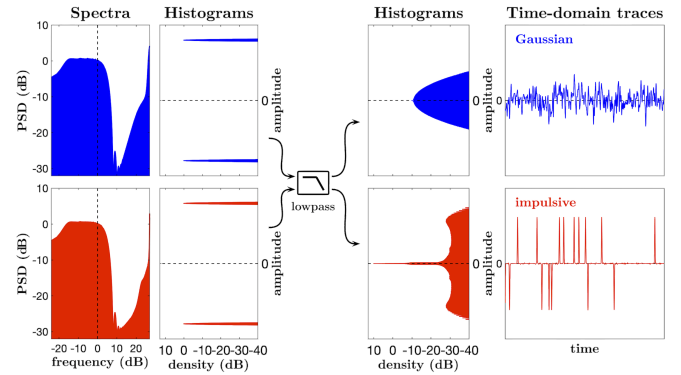 Spectra Histograms Histograms Time-domain traces
PSD (dB)
10
0
-10
-20
-30
0
amplitude
0
amplitude
Gaussian
0
lowpass
PSD (dB)
10
0
-10
-20
-30
-20 -10 0 10 20
frequency (dB)
0
amplitude
10 0 -10 -20 -30 -40
density (dB)
0
amplitude
10 0 -10 -20 -30 -40
density (dB)
impulsive
0
time